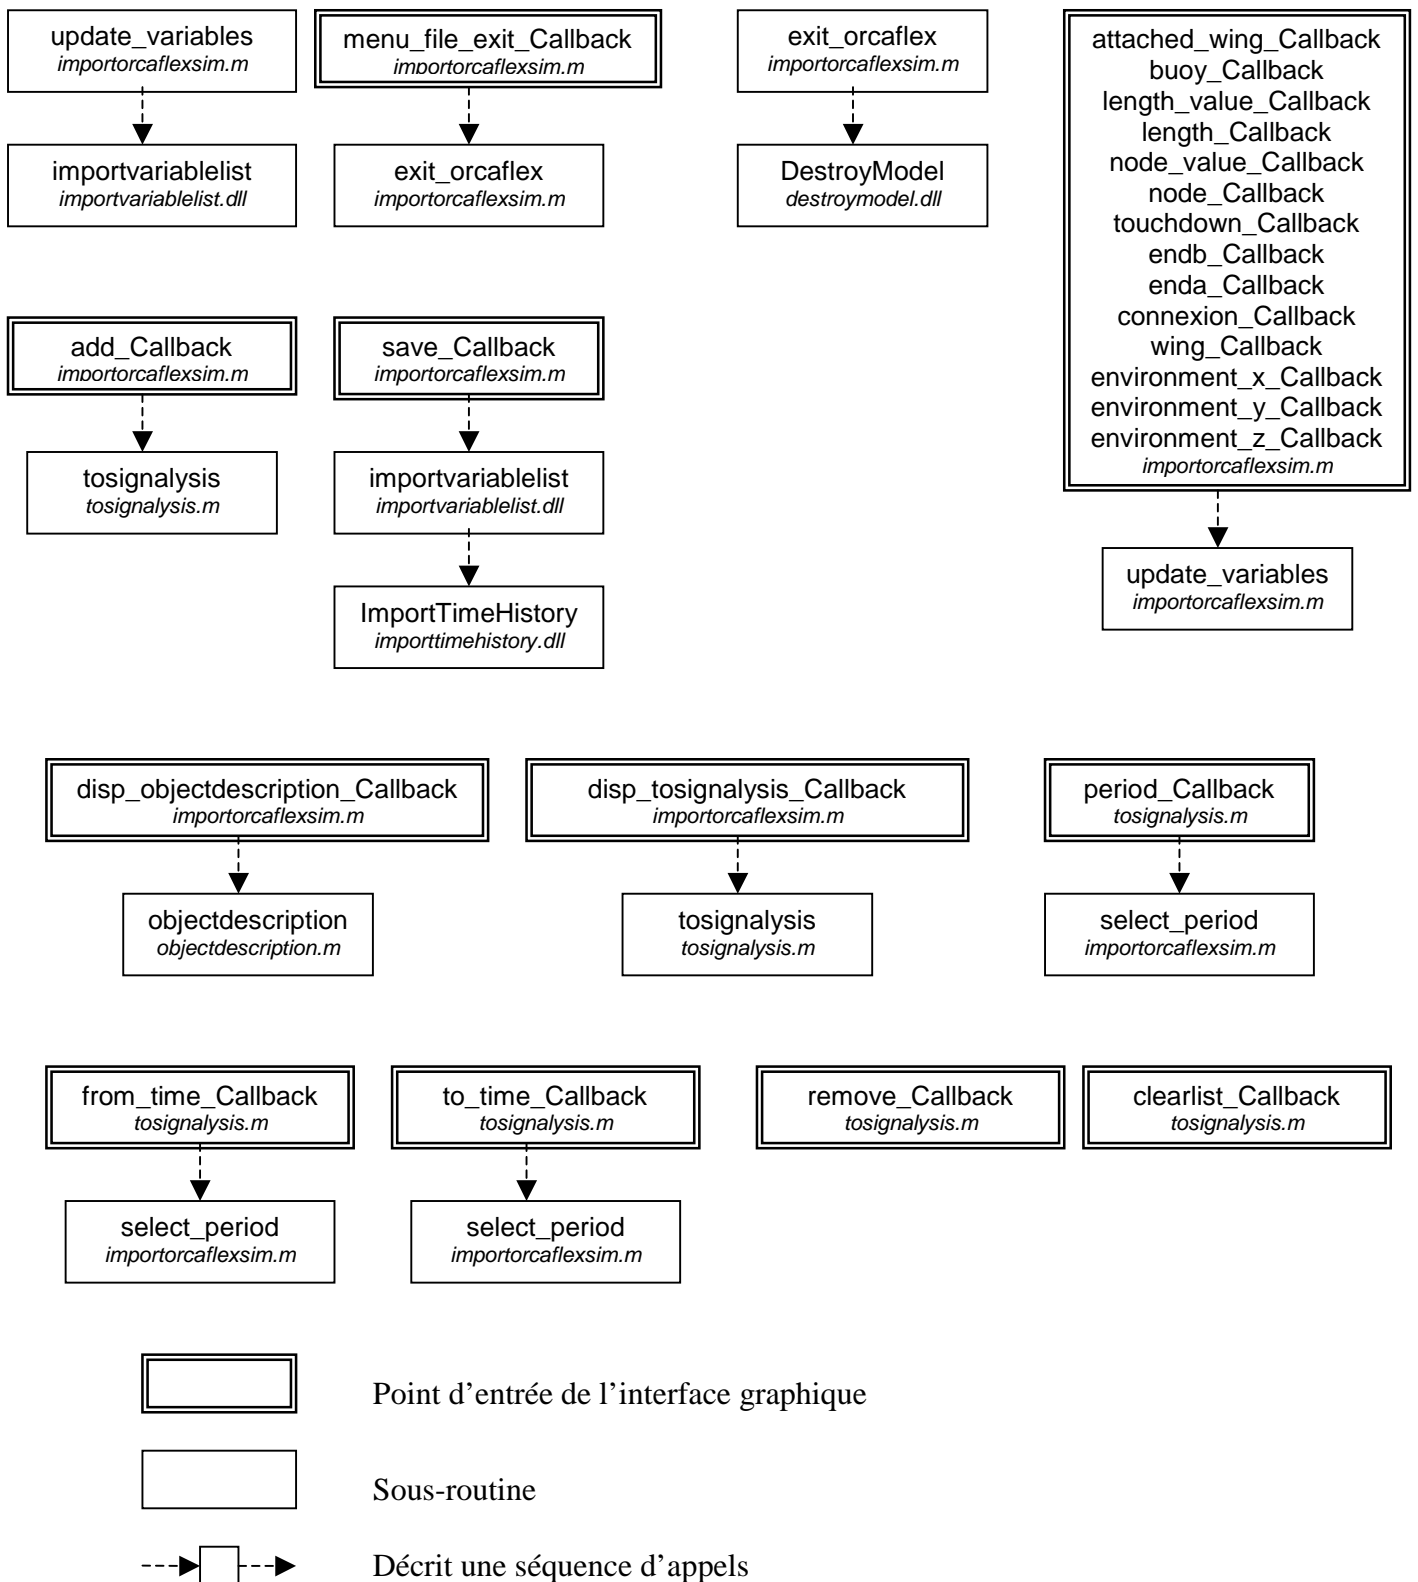 update_variables
importorcaflexsim.m
importvariablelist
importvariablelist.dll
menu_file_exit_Callback
importorcaflexsim.m
exit_orcaflex
importorcaflexsim.m
exit_orcaflex
importorcaflexsim.m
DestroyModel
destroymodel.dll
attached_wing_Callback
buoy_Callback
length_value_Callback
length_Callback
node_value_Callback
node_Callback
touchdown_Callback
endb_Callback
enda_Callback
connexion_Callback
wing_Callback
environment_x_Callback
environment_y_Callback
environment_z_Callback
importorcaflexsim.m
update_variables
importorcaflexsim.m
add_Callback
importorcaflexsim.m
tosignalysis
tosignalysis.m
save_Callback
importorcaflexsim.m
importvariablelist
importvariablelist.dll
ImportTimeHistory
importtimehistory.dll
disp_objectdescription_Callback
importorcaflexsim.m
objectdescription
objectdescription.m
disp_tosignalysis_Callback
importorcaflexsim.m
tosignalysis
tosignalysis.m
period_Callback
tosignalysis.m
select_period
importorcaflexsim.m
from_time_Callback
tosignalysis.m
select_period
importorcaflexsim.m
to_time_Callback
tosignalysis.m
select_period
importorcaflexsim.m
remove_Callback
tosignalysis.m
clearlist_Callback
tosignalysis.m
Point d’entrée de l’interface graphique
Sous-routine
Décrit une séquence d’appels